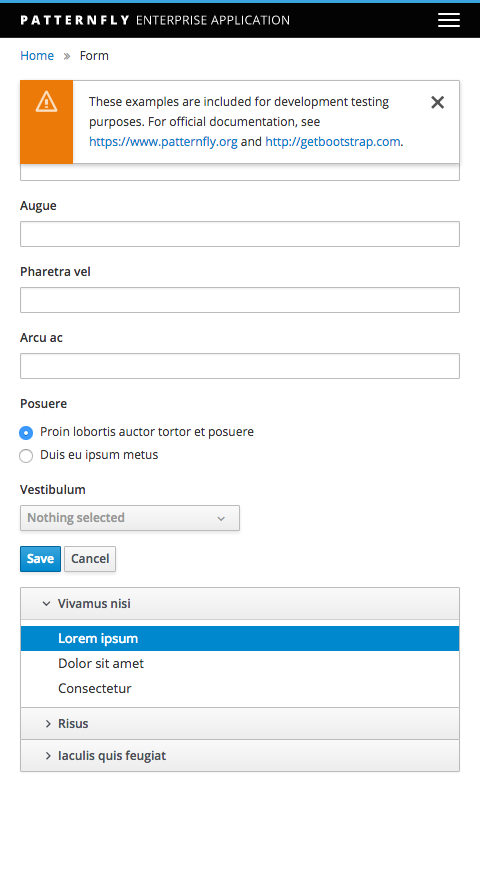 PATTERNFLY ENTERPRISE APPLICATION
Home » Form
These examples are included for development testing
purposes. For official documentation, see
https://www.patternfly.org and http://getbootstrap.com.
Augue
Pharetra vel
Arcu ac
Posuere
Proin lobortis auctor tortor et posuere
Duis eu ipsum metus
Vestibulum
Nothing selected
Save Cancel
Vivamus nisi
Lorem ipsum
Dolor sit amet
Consectetur
Risus
Iaculis quis feugiat